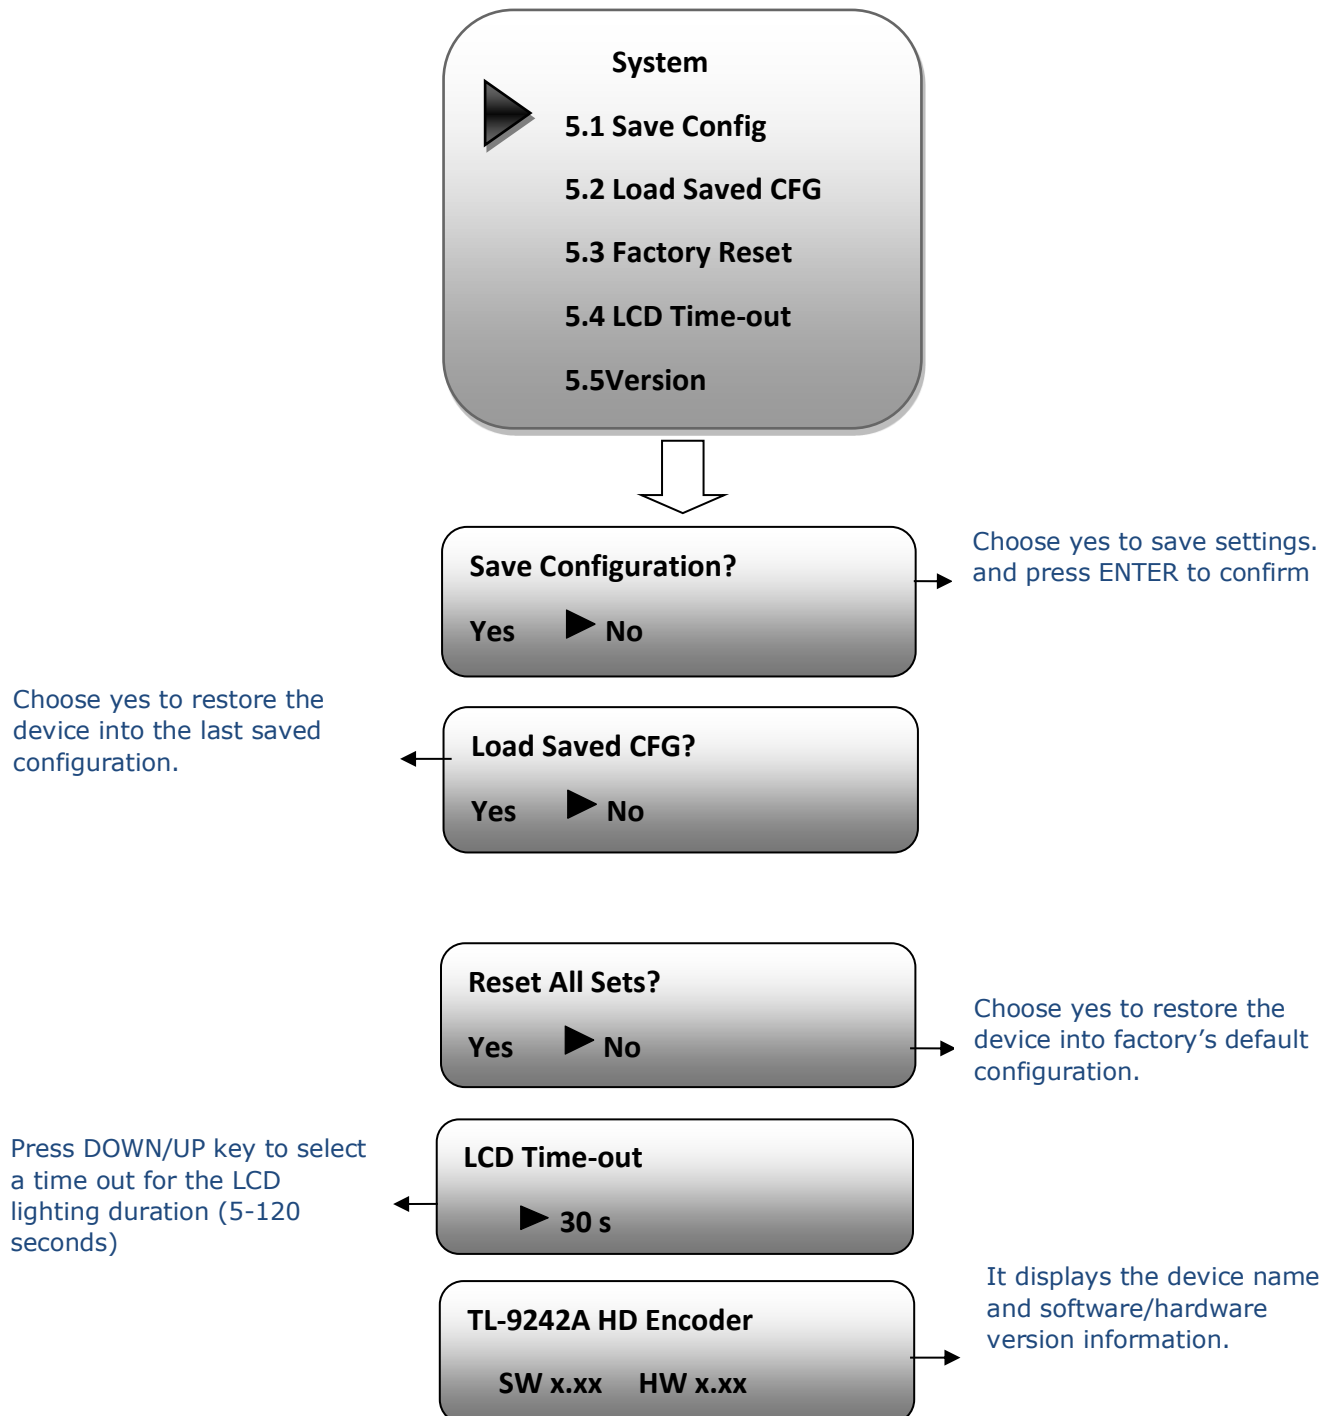 System
5.1 Save Config
5.2 Load Saved CFG
5.3 Factory Reset
5.4 LCD Time-out
5.5Version
Save Configuration?
Yes No
Choose yes to save settings.
and press ENTER to confirm
Choose yes to restore the
device into the last saved
configuration.
Load Saved CFG?
Yes No
Reset All Sets?
Yes No
Choose yes to restore the
device into factory’s default
configuration.
Press DOWN/UP key to select
a time out for the LCD
lighting duration (5-120
seconds)
LCD Time-out
30 s
TL-9242A HD Encoder
SW x.xx HW x.xx
It displays the device name
and software/hardware
version information.